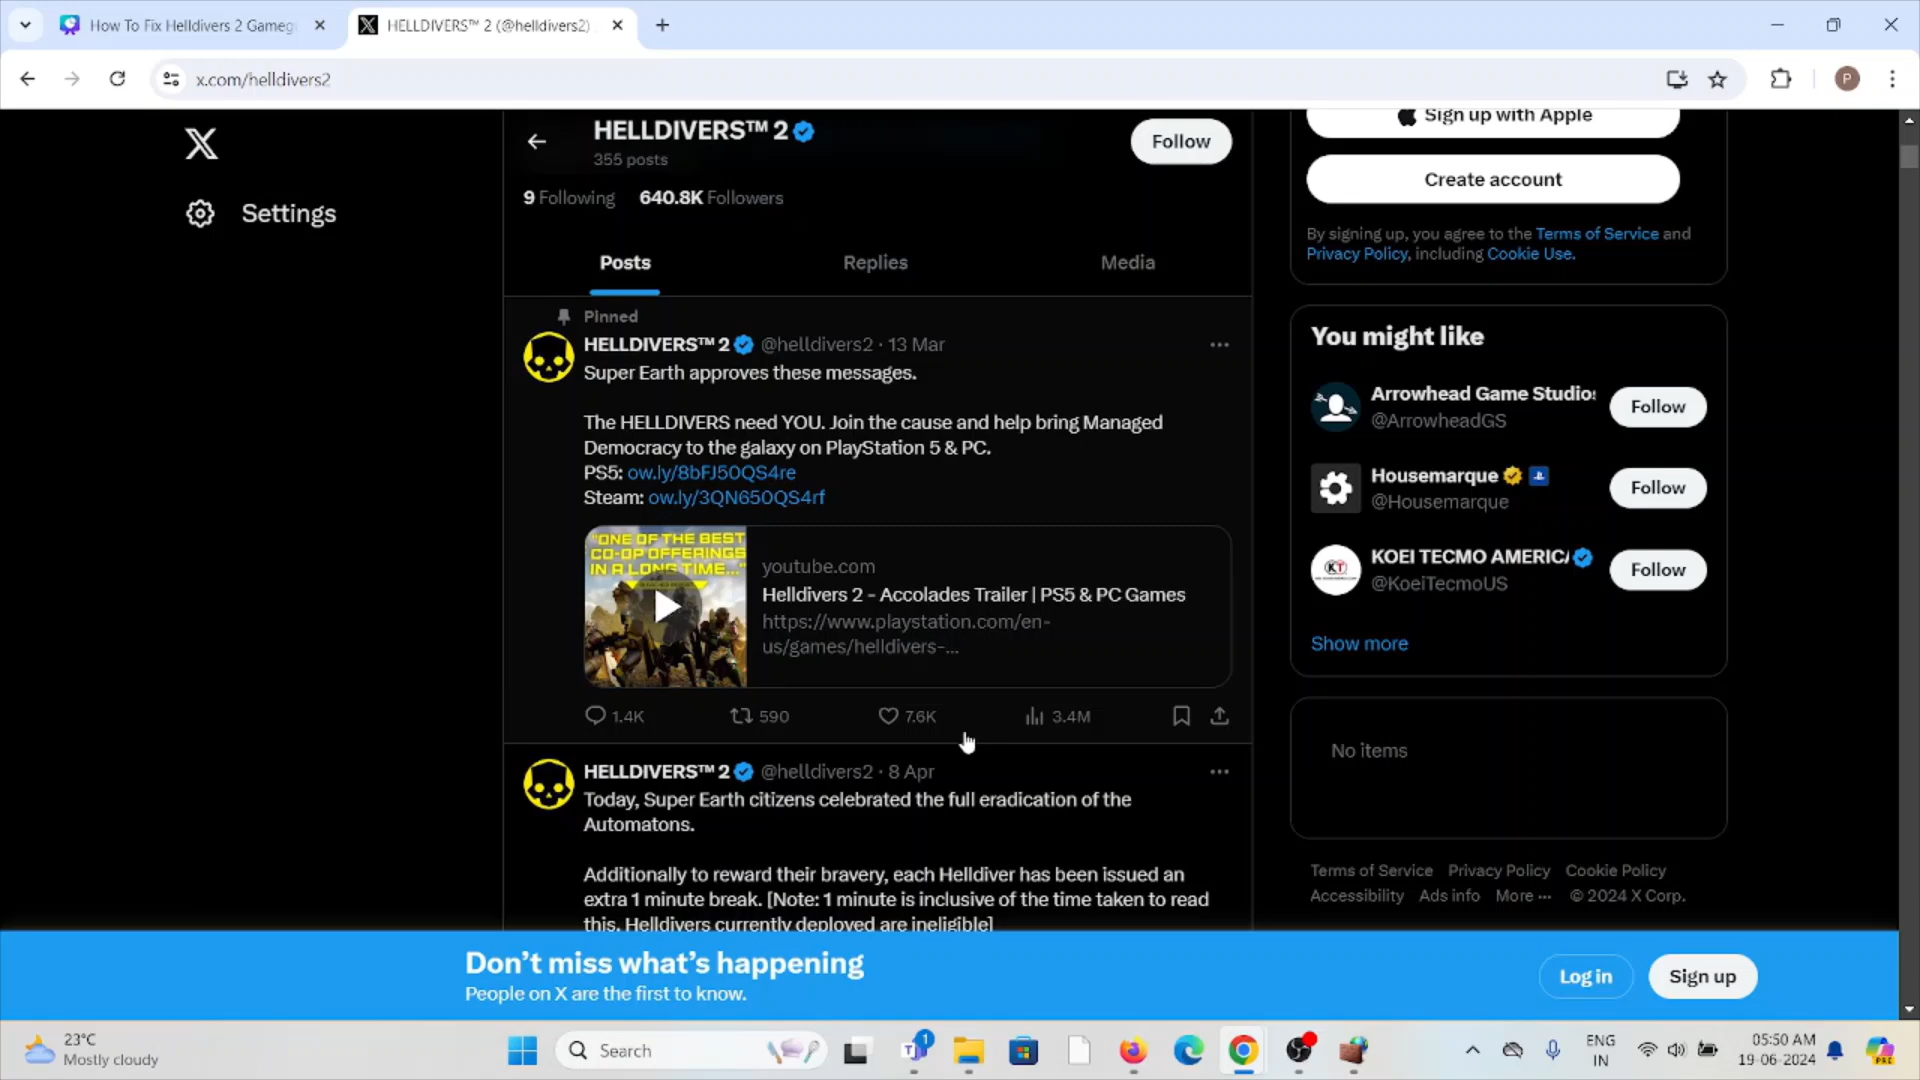 How To Fix Helldivers 2 Gameg
HELLDIVERS™ 2 (@helldivers2)
x.com/helldivers2
P
Settings
HELLDIVERS™ 2
355 posts
Follow
9 Following 640.8K Followers
Posts
Replies
Media
Pinned
HELLDIVERS™ 2 @helldivers2 · 13 Mar
Super Earth approves these messages.
The HELLDIVERS need YOU. Join the cause and help bring Managed
Democracy to the galaxy on PlayStation 5 & PC.
PS5: ow.ly/8bFJ50QS4re
Steam: ow.ly/3QN650QS4rf
"ONE OF THE BEST
CO-OP OFFERINGS
IN A LONG TIME..."
youtube.com
Helldivers 2 - Accolades Trailer | PS5 & PC Games
https://www.playstation.com/en-
us/games/helldivers-...
1.4K
590
7.6K
3.4M
HELLDIVERS™ 2 @helldivers2 · 8 Apr
Today, Super Earth citizens celebrated the full eradication of the
Automatons.
Additionally to reward their bravery, each Helldiver has been issued an
extra 1 minute break. [Note: 1 minute is inclusive of the time taken to read
this. Helldivers currently deployed are ineligible]
Sign up with Apple
Create account
By signing up, you agree to the Terms of Service and
Privacy Policy, including Cookie Use.
You might like
Arrowhead Game Studios
@ArrowheadGS
Follow
Housemarque
@Housemarque
Follow
KT
KOEI TECMO AMERICA
@KoeiTecmoUS
Follow
Show more
No items
Terms of Service Privacy Policy Cookie Policy
Accessibility Ads info More ··· © 2024 X Corp.
Don't miss what's happening
People on X are the first to know.
Log in
Sign up
23°C
Mostly cloudy
Search
1
ENG
IN
05:50 AM
19-06-2024
PRE